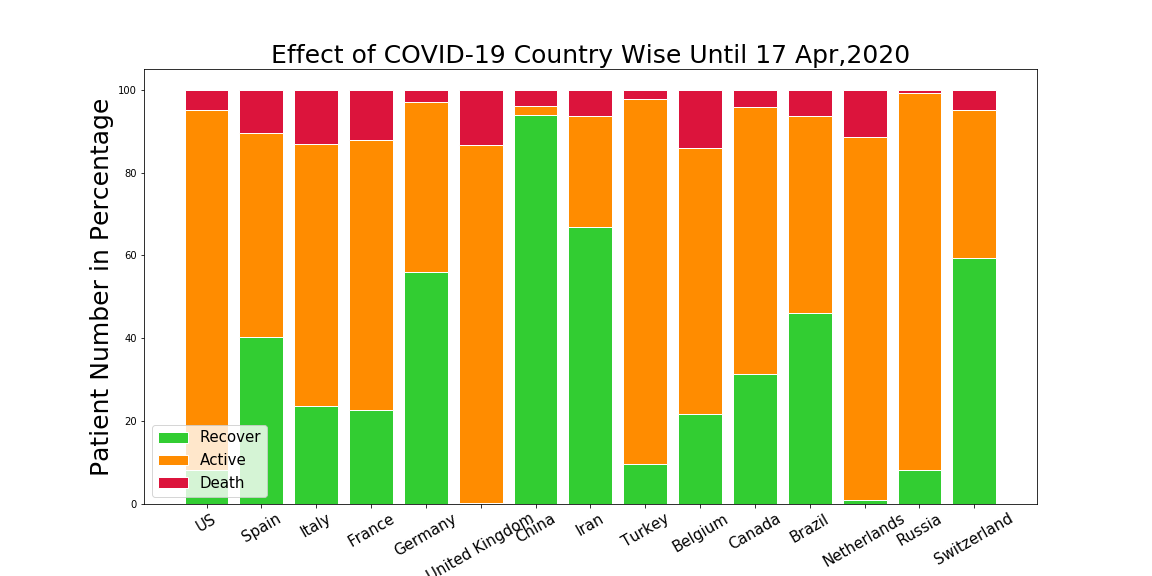 Effect of COVID-19 Country Wise Until 17 Apr,2020
Patient Number in Percentage
100
80
60
40
20
0
Recover
Active
Death
US
Spain
Italy
France
Germany
United Kingdom
China
Iran
Turkey
Belgium
Canada
Brazil
Netherlands
Russia
Switzerland